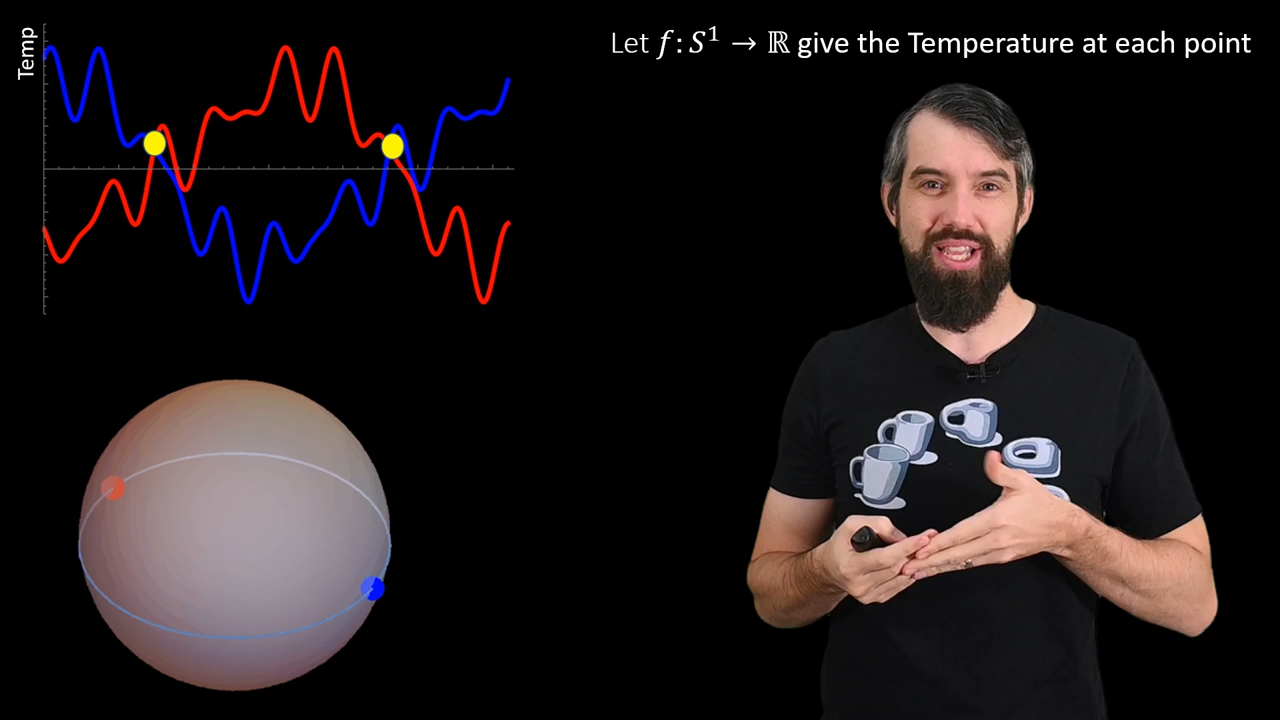 Temp
Let f: S¹ → ℝ give the Temperature at each point